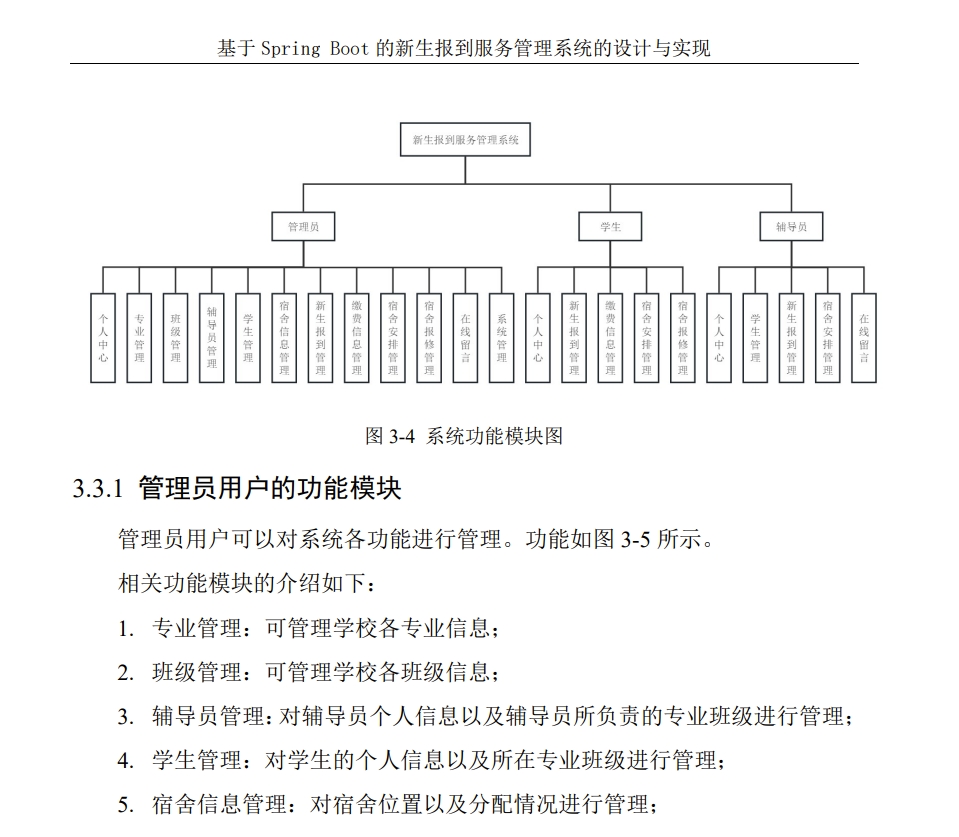 基于 Spring Boot 的新生报到服务管理系统的设计与实现
新生报到服务管理系统
管理员
学生
辅导员
个人中心
专业管理
班级管理
辅导员管理
学生管理
宿舍信息管理
新生报到管理
缴费信息管理
宿舍安排管理
宿舍报修管理
在线留言
系统管理
个人中心
新生报到管理
缴费信息管理
宿舍安排管理
宿舍报修管理
个人中心
学生管理
新生报到管理
宿舍安排管理
在线留言
图 3-4 系统功能模块图
3.3.1 管理员用户的功能模块
管理员用户可以对系统各功能进行管理。功能如图 3-5 所示。
相关功能模块的介绍如下：
1. 专业管理：可管理学校各专业信息；
2. 班级管理：可管理学校各班级信息；
3. 辅导员管理：对辅导员个人信息以及辅导员所负责的专业班级进行管理；
4. 学生管理：对学生的个人信息以及所在专业班级进行管理；
5. 宿舍信息管理：对宿舍位置以及分配情况进行管理；